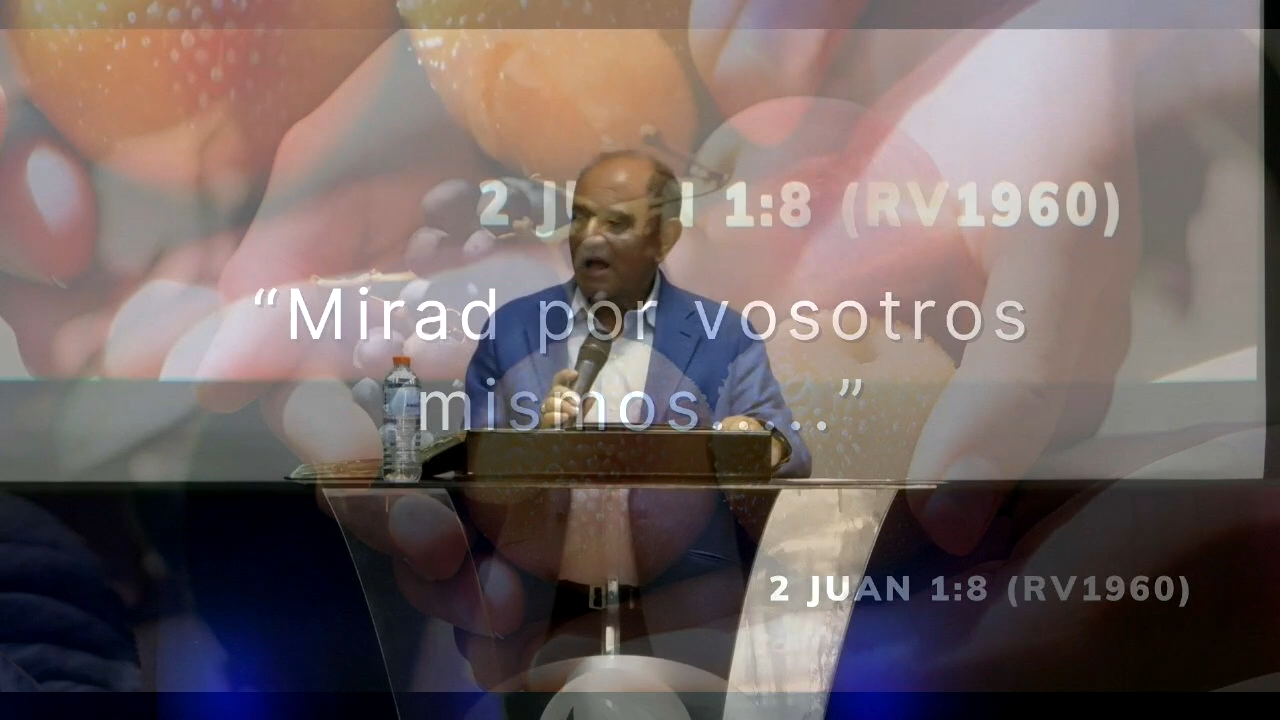 2 JUAN 1:8 (RV1960)
“Mirad por vosotros
mismos.....”
2 JUAN 1:8 (RV1960)